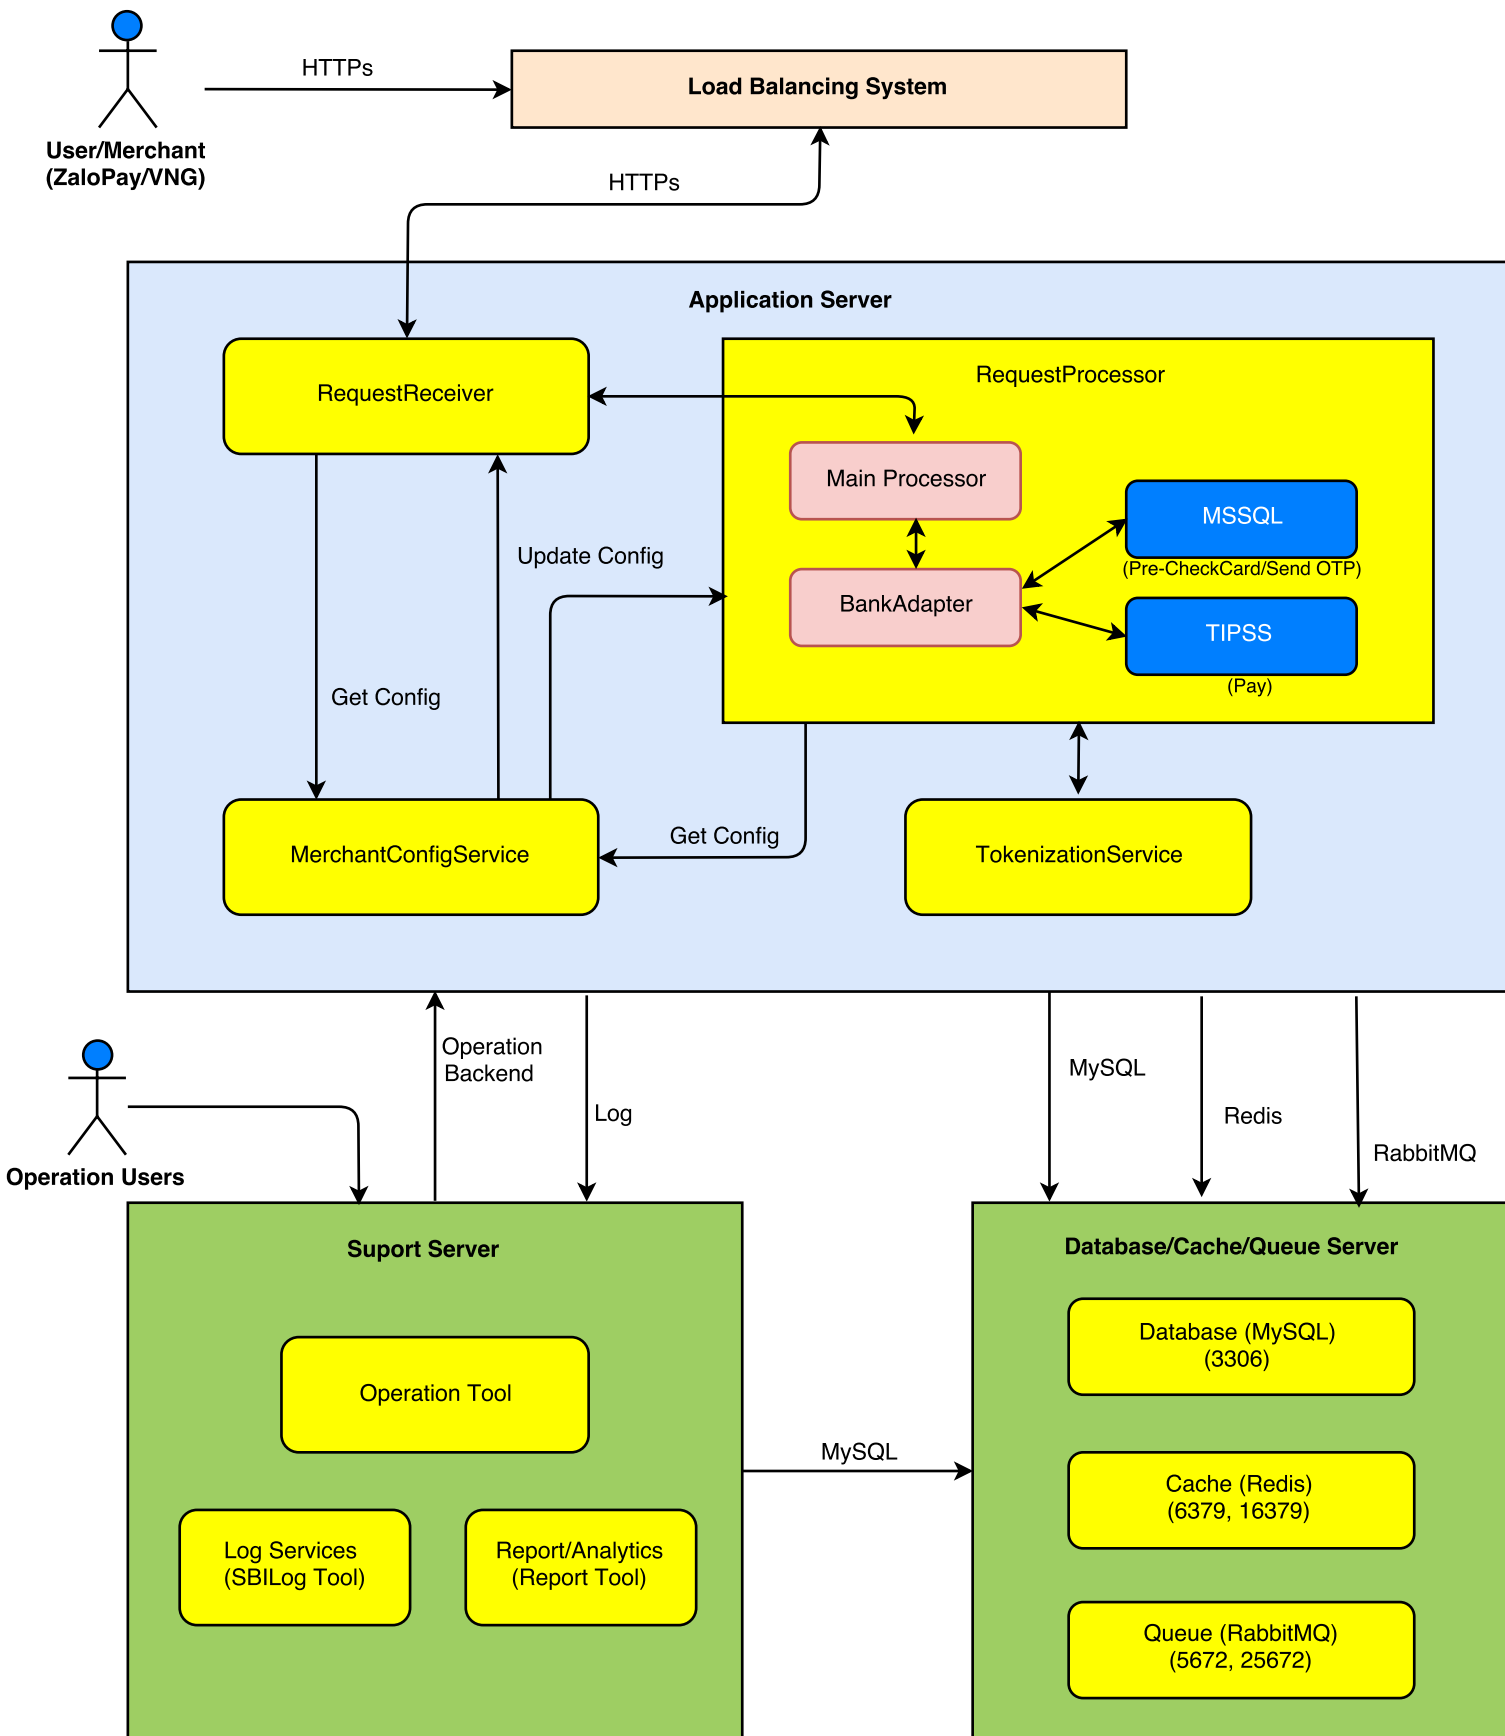 HTTPs
Load Balancing System
User/Merchant
(ZaloPay/VNG)
HTTPs
Application Server
RequestReceiver
RequestProcessor
Main Processor
MSSQL
(Pre-CheckCard/Send OTP)
Update Config
BankAdapter
TIPSS
(Pay)
Get Config
Get Config
MerchantConfigService
TokenizationService
Operation
Backend
Log
MySQL
Redis
RabbitMQ
Operation Users
Suport Server
Database/Cache/Queue Server
Operation Tool
Database (MySQL)
(3306)
MySQL
Cache (Redis)
(6379, 16379)
Log Services
(SBILog Tool)
Report/Analytics
(Report Tool)
Queue (RabbitMQ)
(5672, 25672)